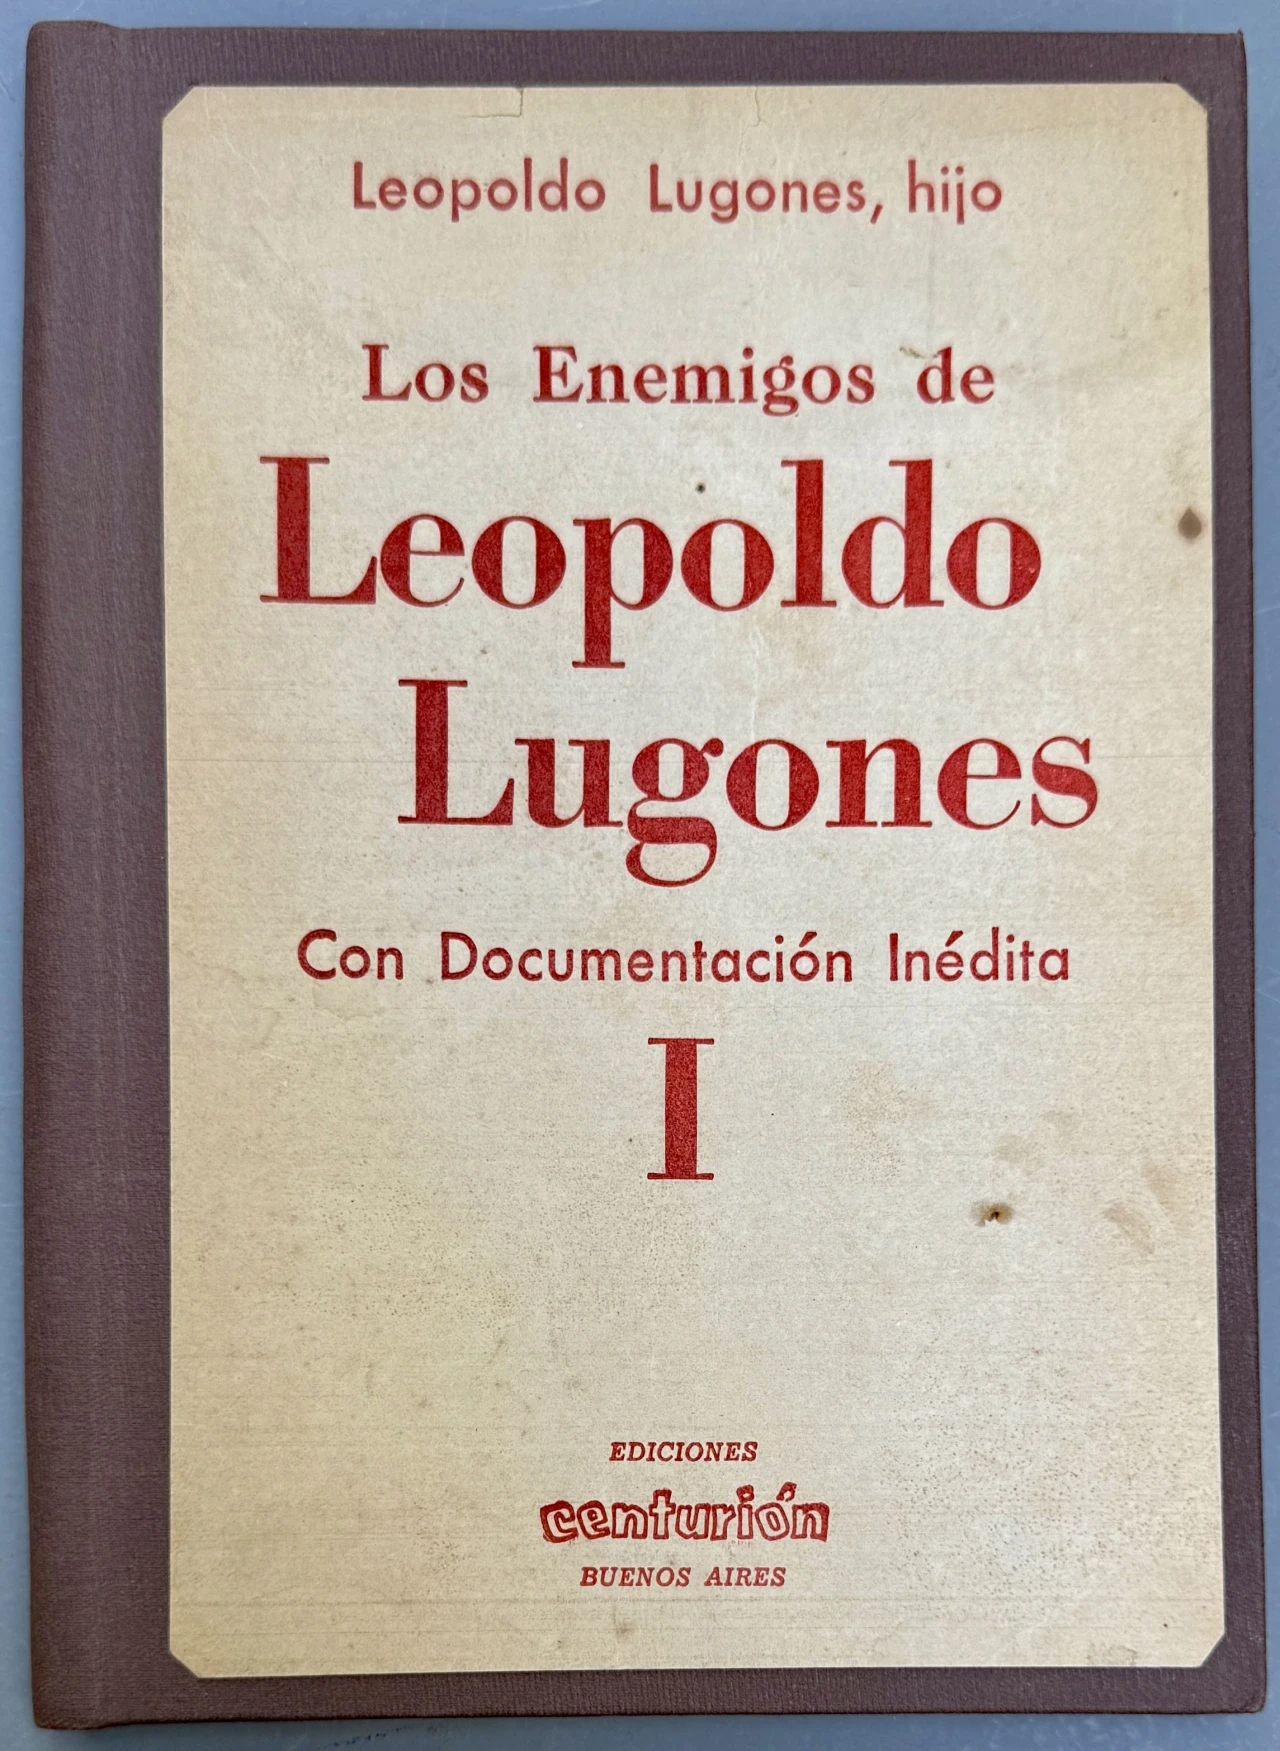 Leopoldo Lugones, hijo
Los Enemigos de
Leopoldo
Lugones
Con Documentación Inédita
I
EDICIONES
centurión
BUENOS AIRES